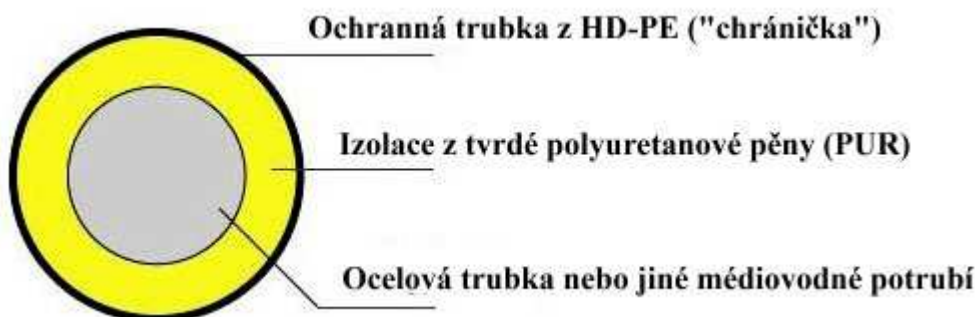 Ochranná trubka z HD-PE ("chránička")
Izolace z tvrdé polyuretanové pěny (PUR)
Ocelová trubka nebo jiné médiovodné potrubí